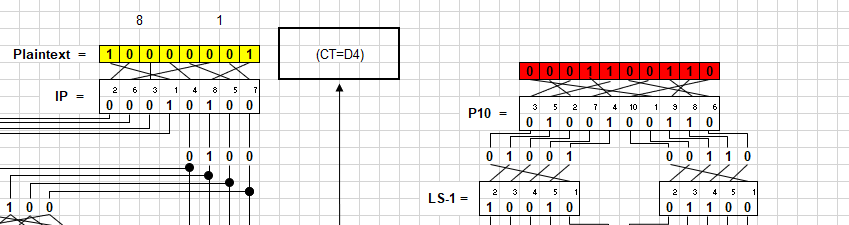 8 1
Plaintext = 1 0 0 0 0 0 0 1
(CT=D4)
0 0 0 1 1 0 0 1 1 0
IP = 2 6 3 1 4 8 5 7
0 0 0 1 0 1 0 0
P10 = 3 5 2 7 4 10 1 9 8 6
0 1 0 0 1 0 0 1 1 0
0 1 0 0
0 1 0 0 1
0 0 1 1 0
LS-1 = 2 3 4 5 1
1 0 0 1 0
2 3 4 5 1
0 1 1 0 0
1 0 0